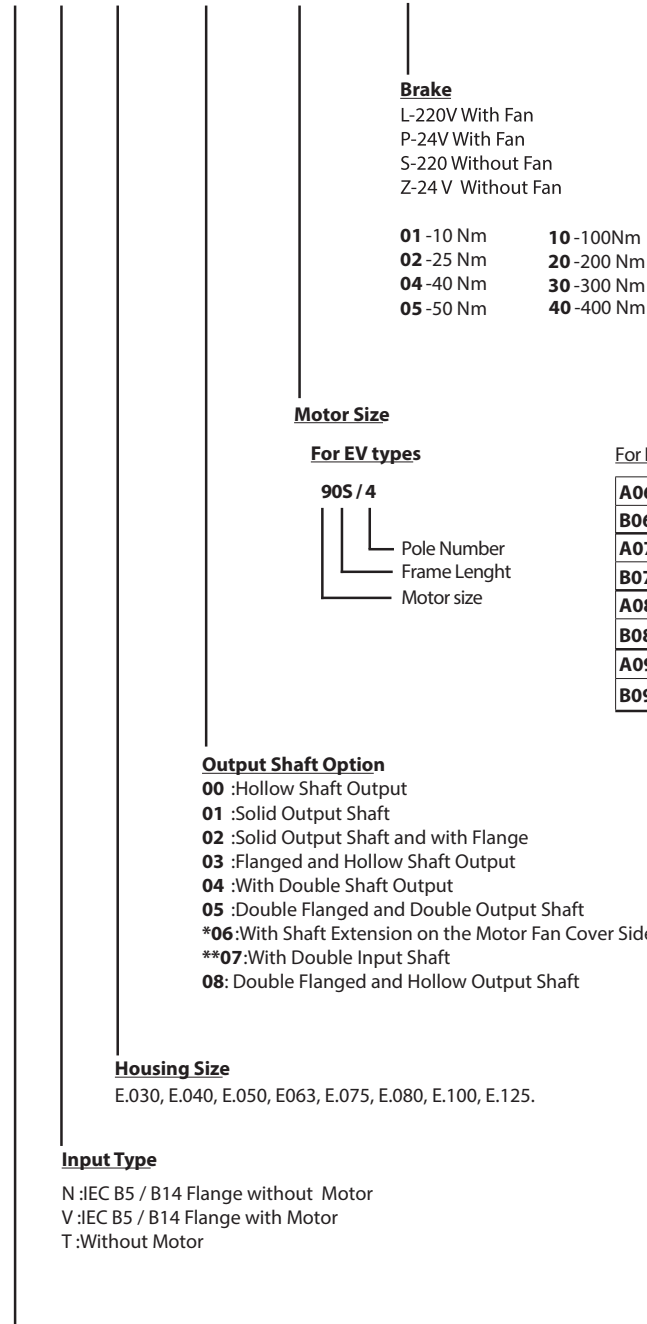 Brake
L-220V With Fan
P-24V With Fan
S-220 Without Fan
Z-24 V Without Fan
01 -10 Nm 10 -100Nm
02 -25 Nm 20 -200 Nm
04 -40 Nm 30 -300 Nm
05 -50 Nm 40 -400 Nm
Motor Size
For EV types
90S / 4
Pole Number
Frame Lenght
Motor size
For
Output Shaft Option
00 :Hollow Shaft Output
01 :Solid Output Shaft
02 :Solid Output Shaft and with Flange
03 :Flanged and Hollow Shaft Output
04 :With Double Shaft Output
05 :Double Flanged and Double Output Shaft
*06:With Shaft Extension on the Motor Fan Cover Side
**07:With Double Input Shaft
08: Double Flanged and Hollow Output Shaft
Housing Size
E.030, E.040, E.050, E063, E.075, E.080, E.100, E.125.
Input Type
N :IEC B5 / B14 Flange without Motor
V :IEC B5 / B14 Flange with Motor
T :Without Motor